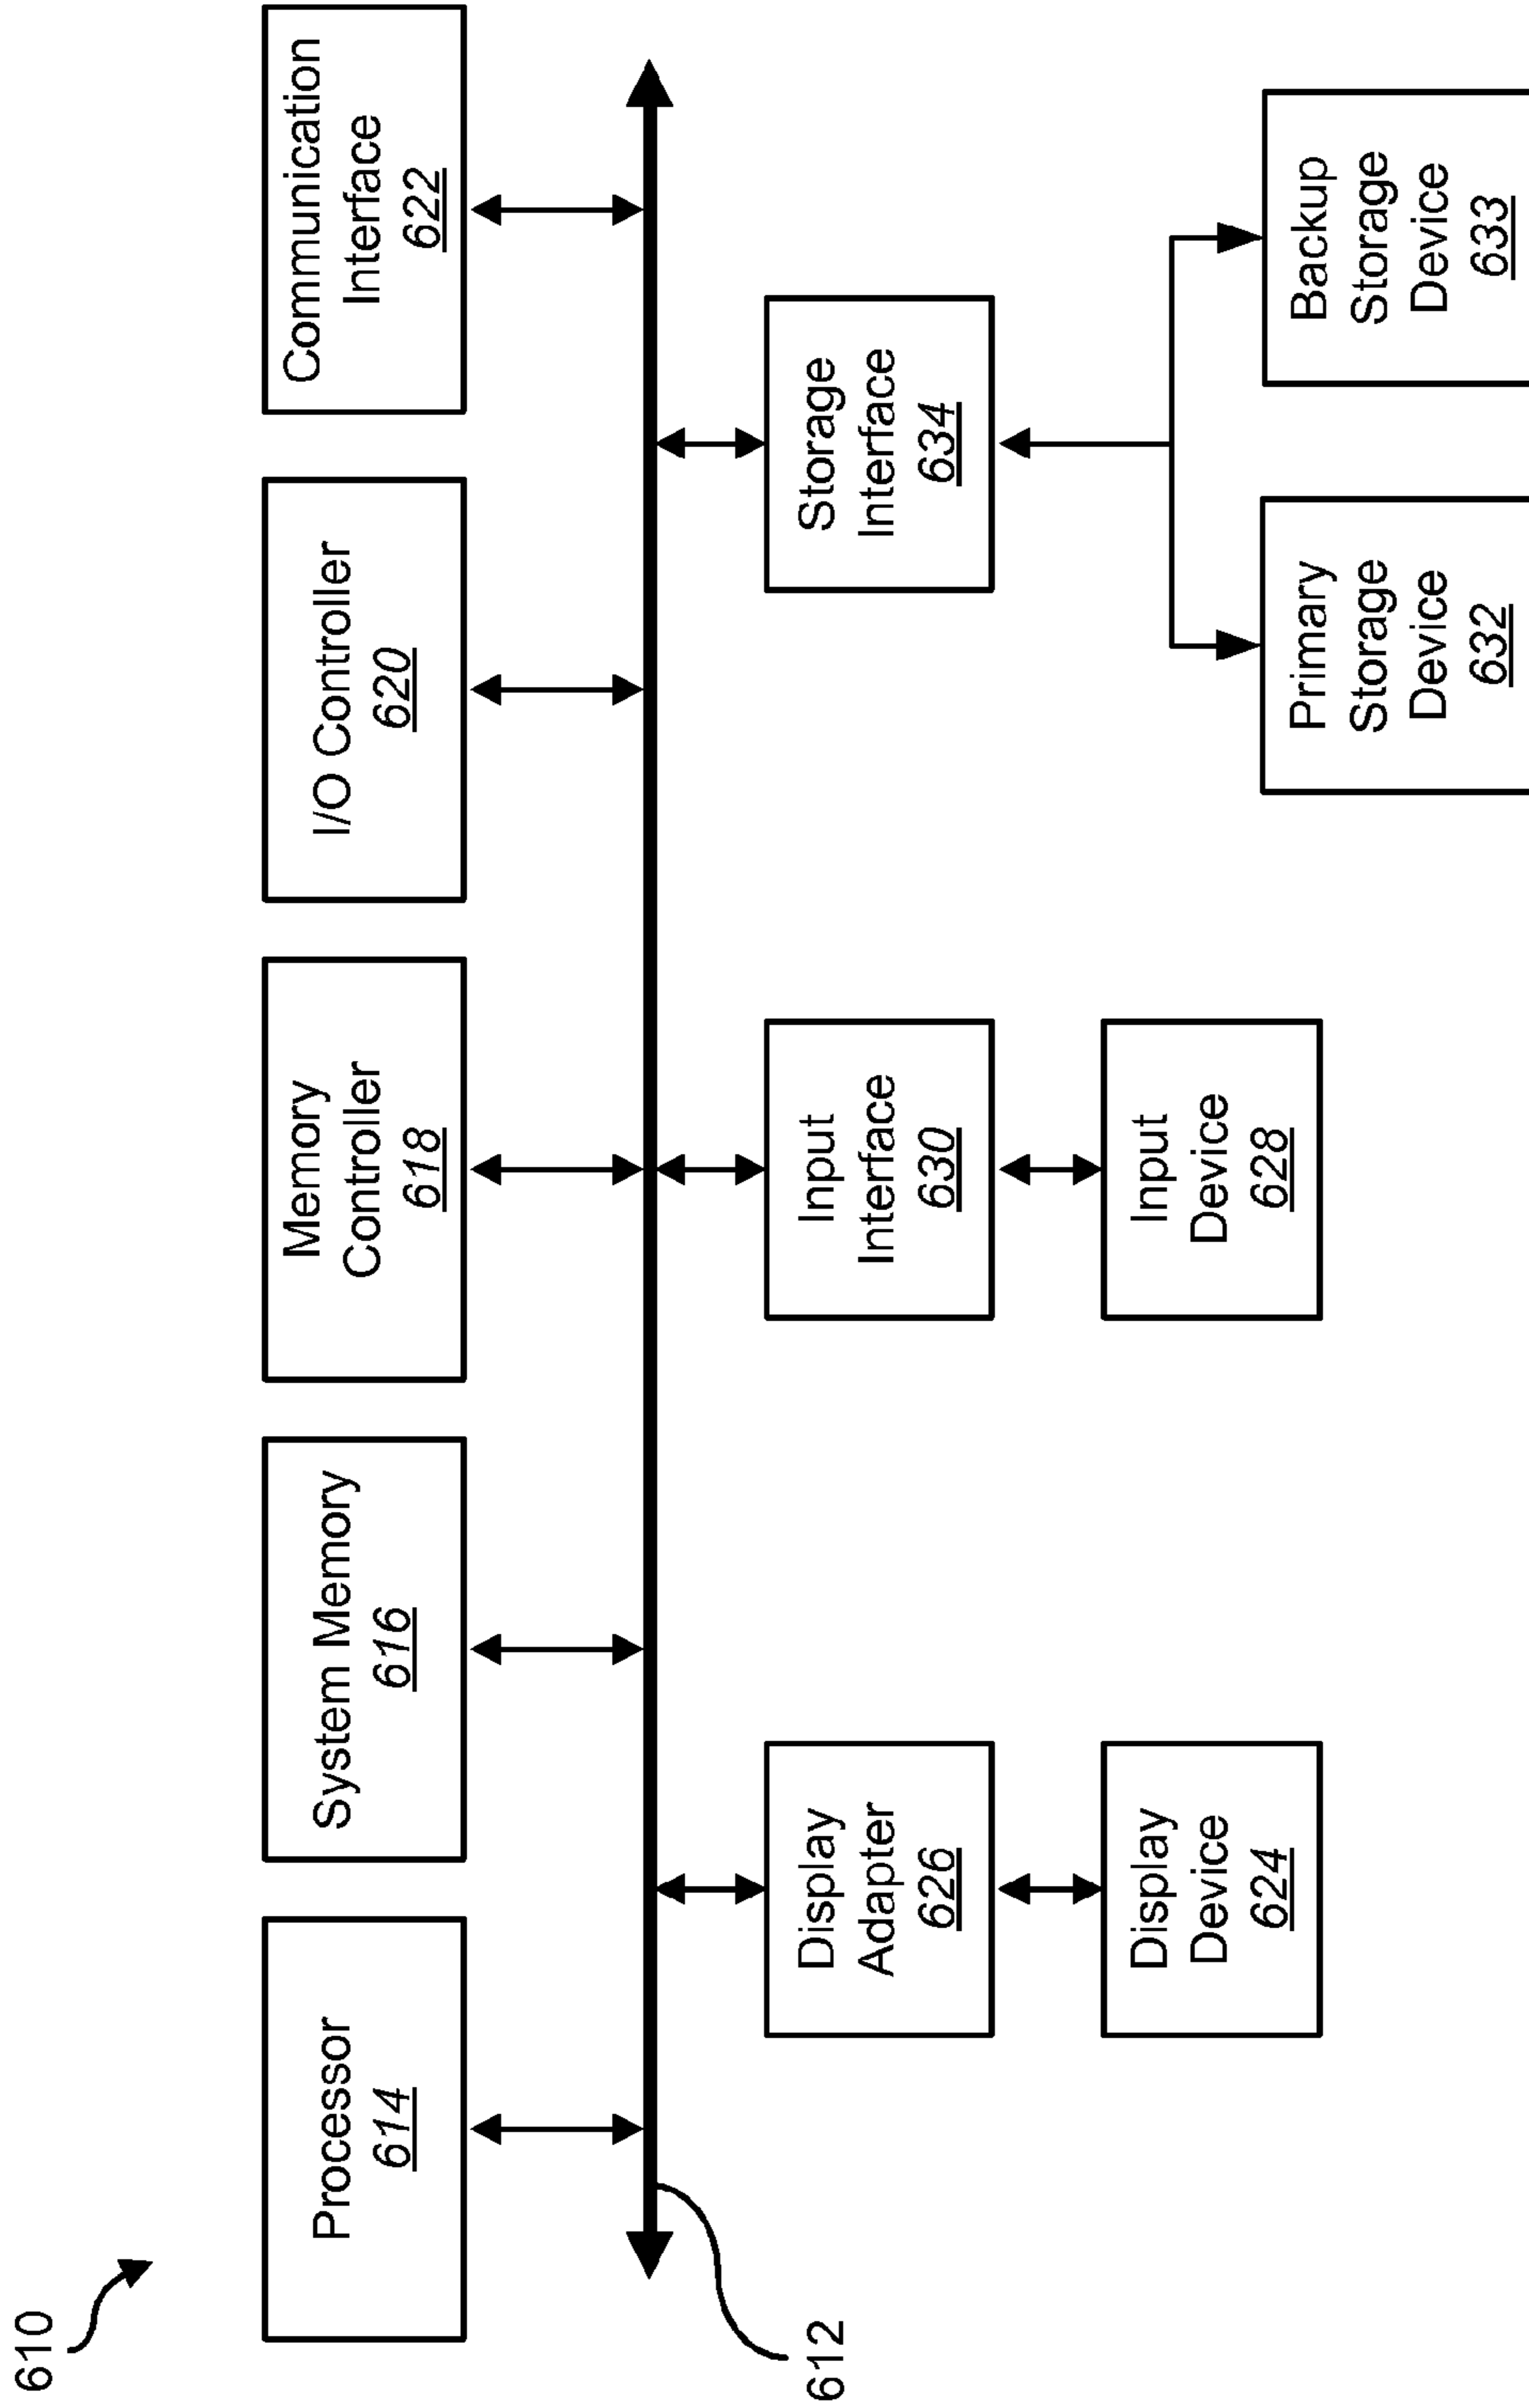 610
Processor
614
System Memory
616
Memory
Controller
618
I/O Controller
620
Communication
Interface
622
612
Display
Adapter
626
Input
Interface
630
Storage
Interface
634
Display
Device
624
Input
Device
628
Primary
Storage
Device
632
Backup
Storage
Device
633